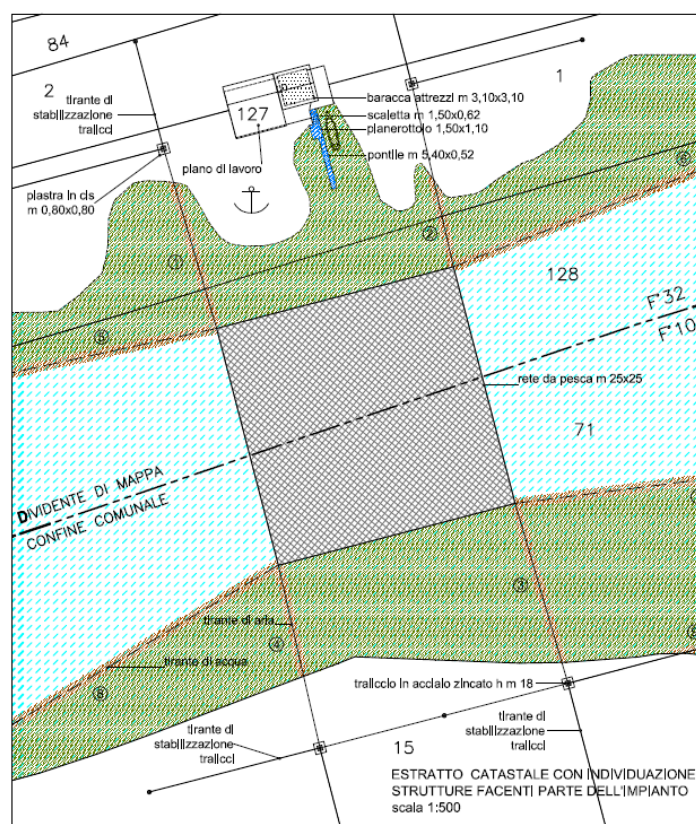 84
2
tirante di
stabilizzazione
tralicci
127
1
baracca attrezzi m 3,10x3,10
scaletta m 1,50x0,62
planerottolo 1,50x1,10
pontile m 5,40x0,52
piano di lavoro
piastra in cls
m 0,80x0,80
1
2
6
5
128
F°32
F°10
rete da pesca m 25x25
71
DIVIDENTE DI MAPPA
CONFINE COMUNALE
3
tirante di aria
4
tirante di acqua
8
traliccio in acciaio zincato h m 18
tirante di
stabilizzazione
tralicci
tirante di
stabilizzazione
tralicci
15
ESTRATTO CATASTALE CON INDIVIDUAZIONE
STRUTTURE FACENTI PARTE DELL'IMPIANTO
scala 1:500